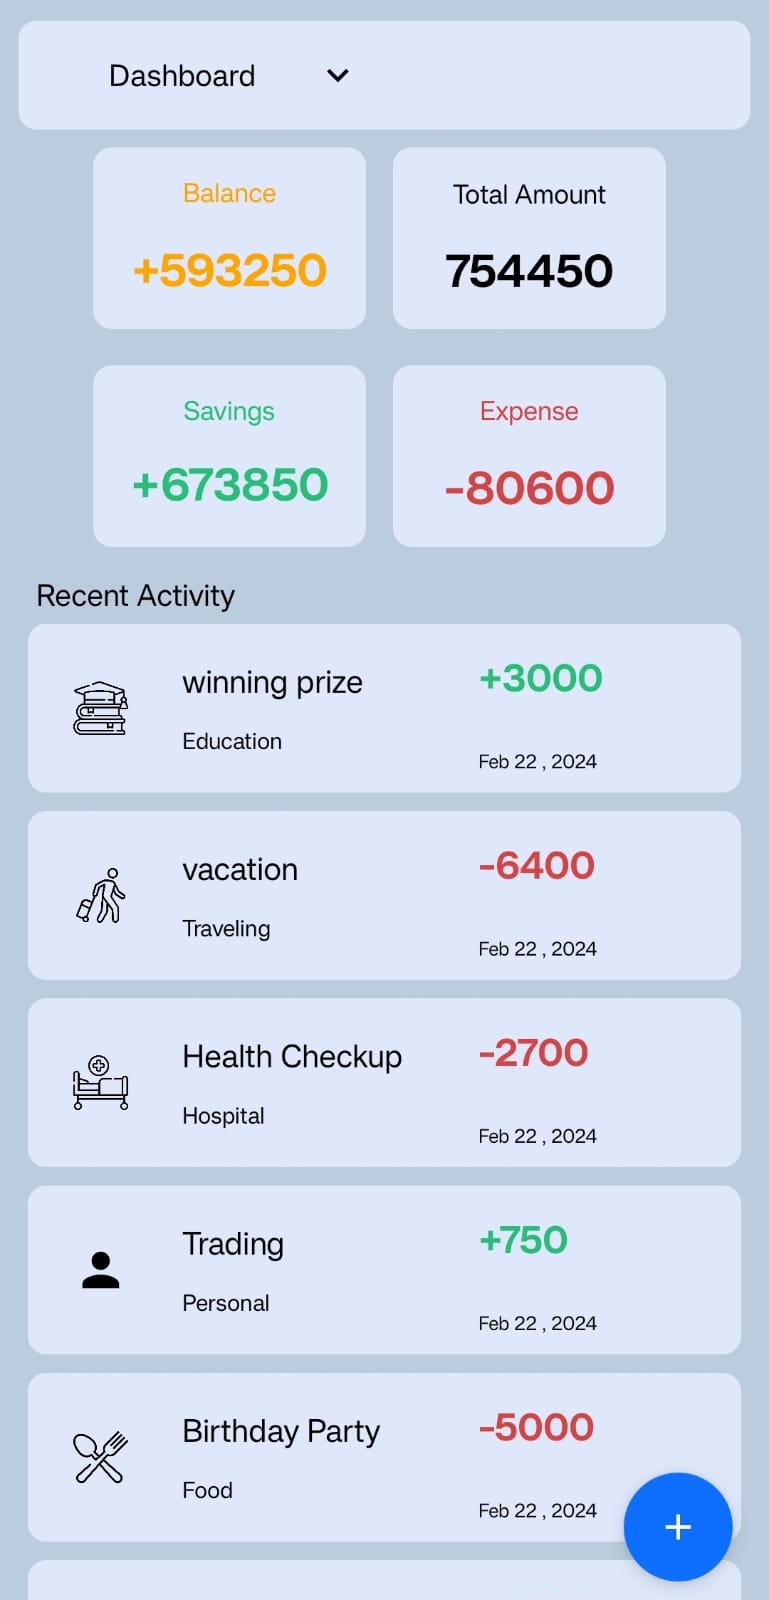 Dashboard
Balance
+593250
Total Amount
754450
Savings
+673850
Expense
-80600
Recent Activity
winning prize
+3000
Education
Feb 22 , 2024
vacation
-6400
Traveling
Feb 22 , 2024
Health Checkup
-2700
Hospital
Feb 22 , 2024
Trading
+750
Personal
Feb 22 , 2024
Birthday Party
-5000
Food
Feb 22 , 2024
+